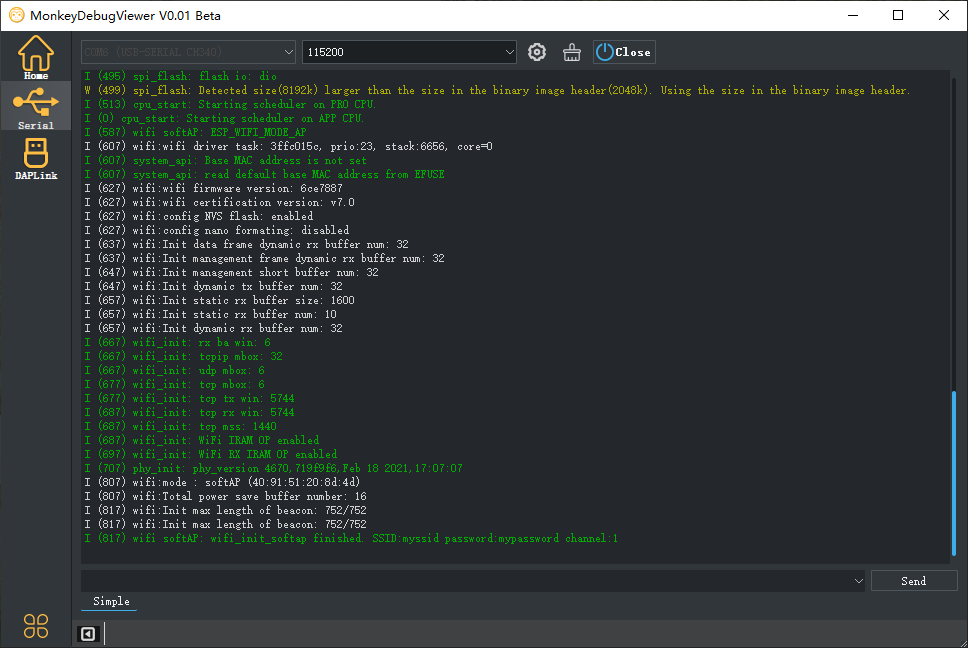 MonkeyDebugViewer V0.01 Beta
Home
Serial
DAPLink
COM6 (USB-SERIAL CH340)
115200
Close
I (495) spi_flash: flash io: dio
W (499) spi_flash: Detected size(8192k) larger than the size in the binary image header(2048k). Using the size in the binary image header.
I (513) cpu_start: Starting scheduler on PRO CPU.
I (0) cpu_start: Starting scheduler on APP CPU.
I (587) wifi softAP: ESP_WIFI_MODE_AP
I (607) wifi:wifi driver task: 3ffc015c, prio:23, stack:6656, core=0
I (607) system_api: Base MAC address is not set
I (607) system_api: read default base MAC address from EFUSE
I (627) wifi:wifi firmware version: 6ce7887
I (627) wifi:wifi certification version: v7.0
I (627) wifi:config NVS flash: enabled
I (627) wifi:config nano formating: disabled
I (637) wifi:Init data frame dynamic rx buffer num: 32
I (637) wifi:Init management frame dynamic rx buffer num: 32
I (647) wifi:Init management short buffer num: 32
I (647) wifi:Init dynamic tx buffer num: 32
I (657) wifi:Init static rx buffer size: 1600
I (657) wifi:Init static rx buffer num: 10
I (657) wifi:Init dynamic rx buffer num: 32
I (667) wifi_init: rx ba win: 6
I (667) wifi_init: tcpip mbox: 32
I (667) wifi_init: udp mbox: 6
I (667) wifi_init: tcp mbox: 6
I (677) wifi_init: tcp tx win: 5744
I (687) wifi_init: tcp rx win: 5744
I (687) wifi_init: tcp mss: 1440
I (687) wifi_init: WiFi IRAM OP enabled
I (697) wifi_init: WiFi RX IRAM OP enabled
I (707) phy_init: phy_version 4670,719f9f6,Feb 18 2021,17:07:07
I (807) wifi:mode : softAP (40:91:51:20:8d:4d)
I (807) wifi:Total power save buffer number: 16
I (817) wifi:Init max length of beacon: 752/752
I (817) wifi:Init max length of beacon: 752/752
I (817) wifi softAP: wifi_init_softap finished. SSID:myssid password:mypassword channel:1
Send
Simple